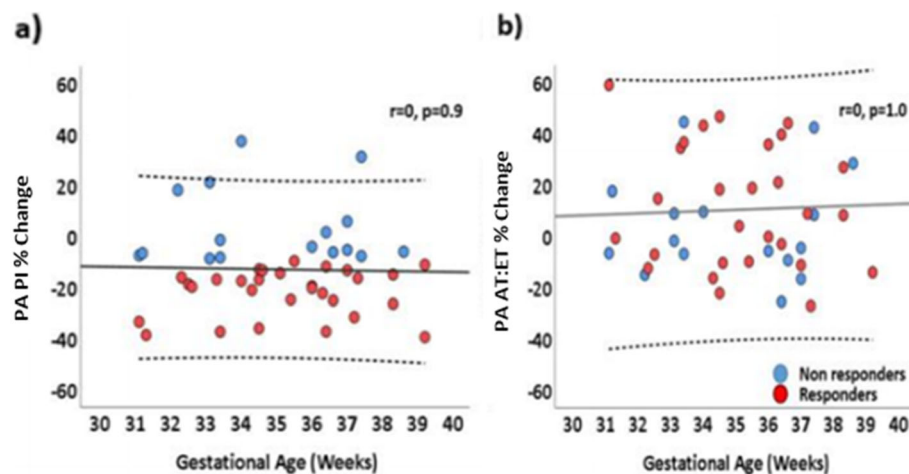 a)
PA PI % Change
60
40
20
0
-20
-40
-60
r=0, p=0.9
30 31 32 33 34 35 36 37 38 39 40
Gestational Age (Weeks)
b)
PA AT:ET % Change
60
40
20
0
-20
-40
-60
r=0, p=1.0
Non responders
Responders
30 31 32 33 34 35 36 37 38 39 40
Gestational Age (Weeks)